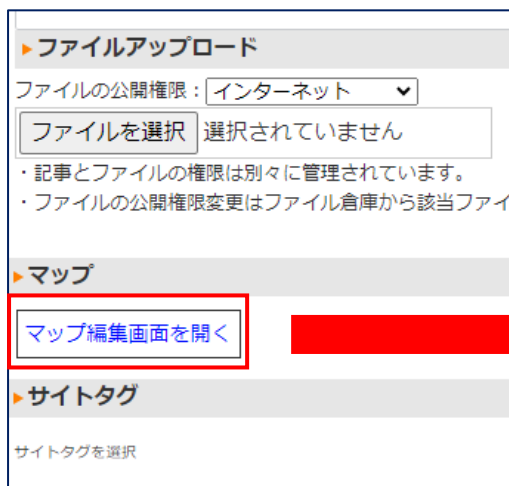 ファイルアップロード
ファイルの公開権限：インターネット
ファイルを選択 選択されていません
・記事とファイルの権限は別々に管理されています。
・ファイルの公開権限変更はファイル倉庫から該当ファイ
マップ
マップ編集画面を開く
サイトタグ
サイトタグを選択